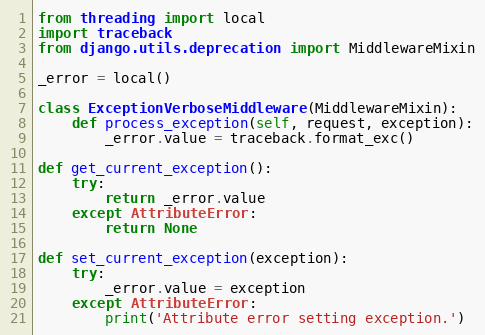 1 from threading import local
2 import traceback
3 from django.utils.deprecation import MiddlewareMixin
4
5 _error = local()
6
7 class ExceptionVerboseMiddleware(MiddlewareMixin):
8     def process_exception(self, request, exception):
9         _error.value = traceback.format_exc()
10
11 def get_current_exception():
12     try:
13         return _error.value
14     except AttributeError:
15         return None
16
17 def set_current_exception(exception):
18     try:
19         _error.value = exception
20     except AttributeError:
21         print('Attribute error setting exception.')